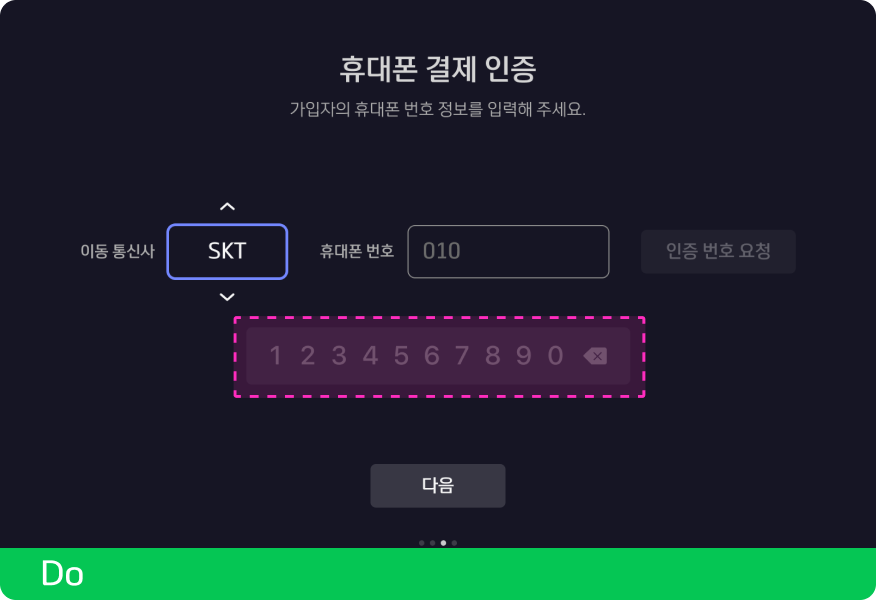 휴대폰 결제 인증
가입자의 휴대폰 번호 정보를 입력해 주세요.
이동 통신사 SKT 휴대폰 번호 010 인증 번호 요청
1 2 3 4 5 6 7 8 9 0
다음
Do